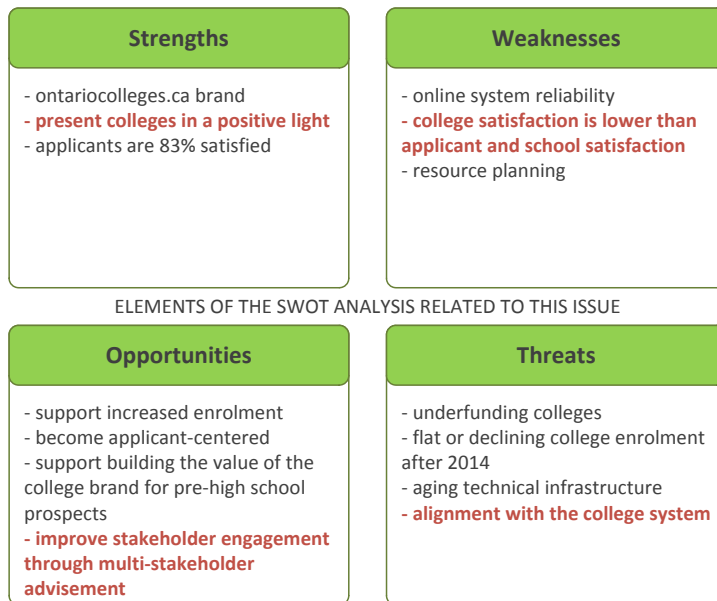 Strengths
- ontariocolleges.ca brand
- present colleges in a positive light
- applicants are 83% satisfied
Weaknesses
- online system reliability
- college satisfaction is lower than
applicant and school satisfaction
- resource planning
ELEMENTS OF THE SWOT ANALYSIS RELATED TO THIS ISSUE
Opportunities
- support increased enrolment
- become applicant-centered
- support building the value of the
college brand for pre-high school
prospects
- improve stakeholder engagement
through multi-stakeholder
advisement
Threats
- underfunding colleges
- flat or declining college enrolment
after 2014
- aging technical infrastructure
- alignment with the college system